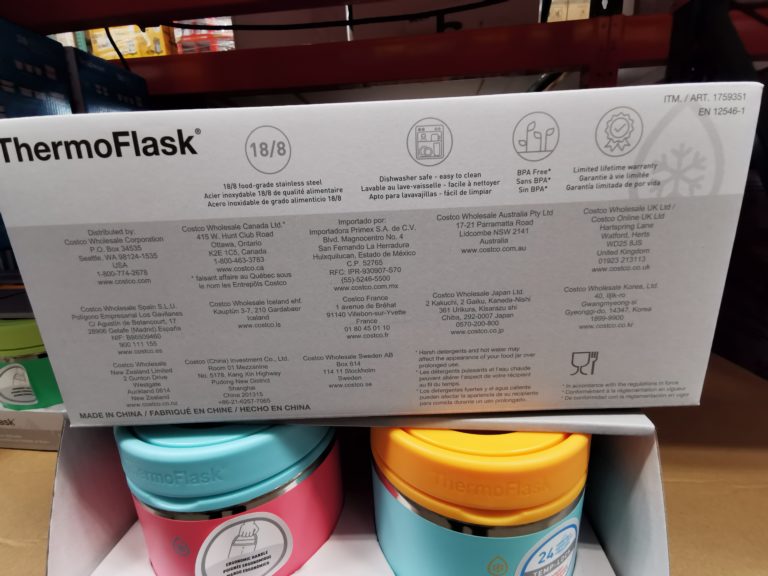 ThermoFlask®
18/8
18/8 food-grade stainless steel
Acier inoxydable 18/8 de qualité alimentaire
Acero inoxidable de grado alimenticio 18/8
Dishwasher safe - easy to clean
Lavable au lave-vaisselle - facile à nettoyer
Apto para lavavajillas - fácil de limpiar
BPA Free*
Sans BPA*
Sin BPA*
Limited lifetime warranty
Garantie à vie limitée
Garantía limitada de por vida
ITM. / ART. 1759351
EN 12546-1
Distributed by:
Costco Wholesale Corporation
P.O. Box 34535
Seattle, WA 98124-1535
USA
1-800-774-2678
www.costco.com
Costco Wholesale Canada Ltd.*
415 W. Hunt Club Road
Ottawa, Ontario
K2E 1C5, Canada
1-800-463-3783
www.costco.ca
* faisant affaire au Québec sous
le nom les Entrepôts Costco
Importado por:
Importadora Primex S.A. de C.V.
Blvd. Magnocentro No. 4
San Fernando La Herradura
Huixquilucan, Estado de México
C.P. 52765
RFC: IPR-930907-S70
(55)-5246-5500
www.costco.com.mx
Costco Wholesale Australia Pty Ltd
17-21 Parramatta Road
Lidcombe NSW 2141
Australia
www.costco.com.au
Costco Wholesale UK Ltd /
Costco Online UK Ltd
Hartspring Lane
Watford, Herts
WD25 8JS
United Kingdom
01923 213113
www.costco.co.uk
Costco Wholesale Spain S.L.U.
Polígono Empresarial Los Gavilanes
C/ Agustín de Betancourt, 17
28906 Getafe (Madrid) España
NIF: B86509460
900 111 155
www.costco.es
Costco Wholesale Iceland ehf.
Kauptún 3-7, 210 Gardabaer
Iceland
www.costco.is
Costco France
1 avenue de Bréhat
91140 Villebon-sur-Yvette
France
01 80 45 01 10
www.costco.fr
Costco Wholesale Japan Ltd.
2 Kakuchi, 2 Gaiku, Kaneda-Nishi
361 Urikura, Kisarazu shi
Chiba, 292-0007 Japan
0570-200-800
www.costco.co.jp
Costco Wholesale Korea, Ltd.
40, Iljik-ro
Gwangmyeong-si
Gyeonggi-do, 14347, Korea
1899-9900
www.costco.co.kr
Costco Wholesale
New Zealand Limited
2 Gunton Drive
Westgate
Auckland 0614
New Zealand
www.costco.co.nz
Costco (China) Investment Co., Ltd.
Room 01 Mezzanine
No. 5178, Kang Xin Highway
Pudong New District
Shanghai
China 201315
+86-21-6257-7065
Costco Wholesale Sweden AB
Box 614
114 11 Stockholm
Sweden
www.costco.se
* Harsh detergents and hot water may
affect the appearance of your food jar over
prolonged use.
* Les détergents puissants et l'eau chaude
peuvent altérer l'aspect de votre récipient
au fil du temps.
* Los detergentes fuertes y el agua caliente
pueden afectar la apariencia de su recipiente
para comida durante un uso prolongado.
* In accordance with the regulations in force
* Conformément à la réglementation en vigueur
* De conformidad con la reglamentación en vigor
MADE IN CHINA / FABRIQUÉ EN CHINE / HECHO EN CHINA
ThermoFlask
ThermoFlask
ERGONOMIC HANDLE
POIGNÉE ERGONOMIQUE
MANGO ERGONÓMICO
24
TEMP-LOCK